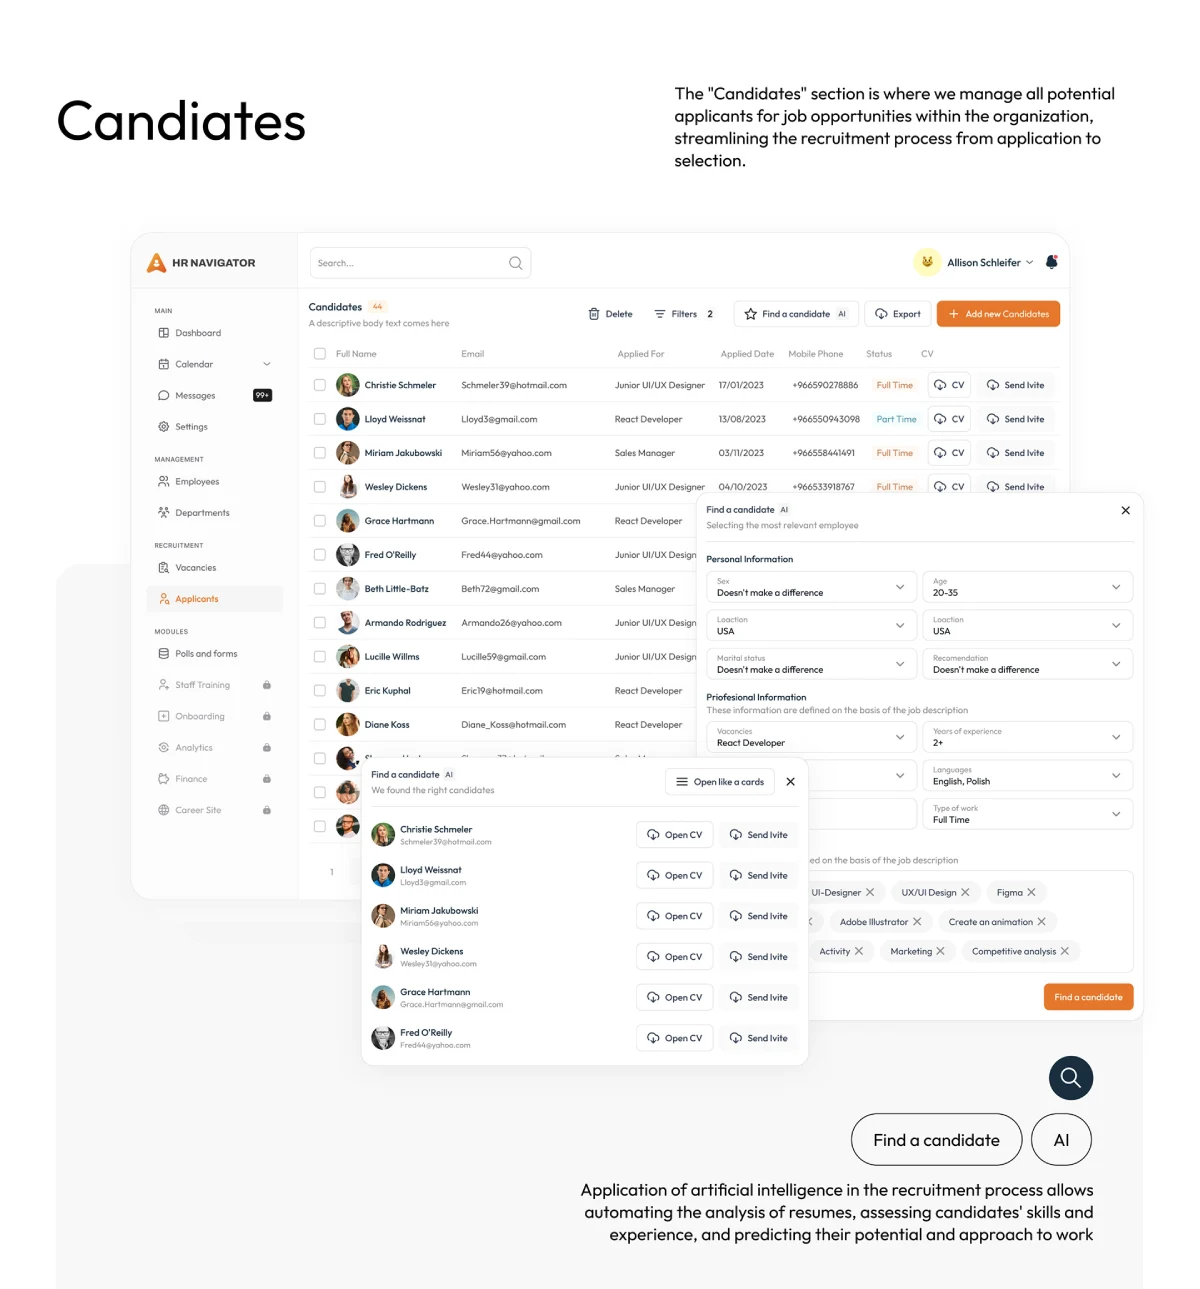 Candiates
The "Candidates" section is where we manage all potential
applicants for job opportunities within the organization,
streamlining the recruitment process from application to
selection.
HR NAVIGATOR
Search...
Allison Schleifer
MAIN
Dashboard
Calendar
Messages 99+
Settings
MANAGEMENT
Employees
Departments
RECRUITMENT
Vacancies
Applicants
MODULES
Polls and forms
Staff Training
Onboarding
Analytics
Finance
Career Site
Candidates 44
A descriptive body text comes here
Delete Filters 2 Find a candidate AI Export + Add new Candidates
Full Name Email Applied For Applied Date Mobile Phone Status CV
Christie Schmeler Schmeler39@hotmail.com Junior UI/UX Designer 17/01/2023 +966590278886 Full Time CV Send Ivite
Lloyd Weissnat Lloyd3@gmail.com React Developer 13/08/2023 +966550943098 Part Time CV Send Ivite
Miriam Jakubowski Miriam56@yahoo.com Sales Manager 03/11/2023 +966558441491 Full Time CV Send Ivite
Wesley Dickens Wesley31@yahoo.com Junior UI/UX Designer 04/10/2023 +966533918767 Full Time CV Send Ivite
Grace Hartmann Grace.Hartmann@gmail.com React Developer
Fred O'Reilly Fred44@yahoo.com Junior UI/UX Desig
Beth Little-Batz Beth72@gmail.com Sales Manager
Armando Rodriguez Armando26@yahoo.com Junior UI/UX Desig
Lucille Willms Lucille59@gmail.com Junior UI/UX Desig
Eric Kuphal Eric19@hotmail.com React Developer
Diane Koss Diane_Koss@hotmail.com React Developer
1
Find a candidate AI
Selecting the most relevant employee
Personal Information
Sex
Doesn't make a difference
Age
20-35
Loaction
USA
Loaction
USA
Marital status
Doesn't make a difference
Recomendation
Doesn't make a difference
Priofesional Information
These information are defined on the basis of the job description
Vacancies
React Developer
Years of experience
2+
Languages
English, Polish
Type of work
Full Time
ed on the basis of the job description
UI-Designer UX/UI Design Figma
Adobe Illustrator Create an animation
Activity Marketing Competitive analysis
Find a candidate
Find a candidate AI
We found the right candidates
Open like a cards
Christie Schmeler
Schmeler39@hotmail.com
Open CV Send Ivite
Lloyd Weissnat
Lloyd3@gmail.com
Open CV Send Ivite
Miriam Jakubowski
Miriam56@yahoo.com
Open CV Send Ivite
Wesley Dickens
Wesley31@yahoo.com
Open CV Send Ivite
Grace Hartmann
Grace.Hartmann@gmail.com
Open CV Send Ivite
Fred O'Reilly
Fred44@yahoo.com
Open CV Send Ivite
Find a candidate AI
Application of artificial intelligence in the recruitment process allows
automating the analysis of resumes, assessing candidates' skills and
experience, and predicting their potential and approach to work